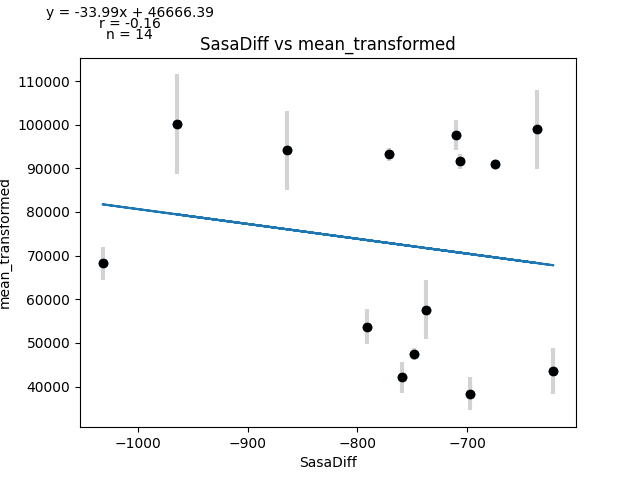 y = -33.99x + 46666.39
r = -0.16
n = 14
SasaDiff vs mean_transformed
110000
100000
90000
80000
70000
60000
50000
40000
mean_transformed
−1000
−900
−800
−700
SasaDiff